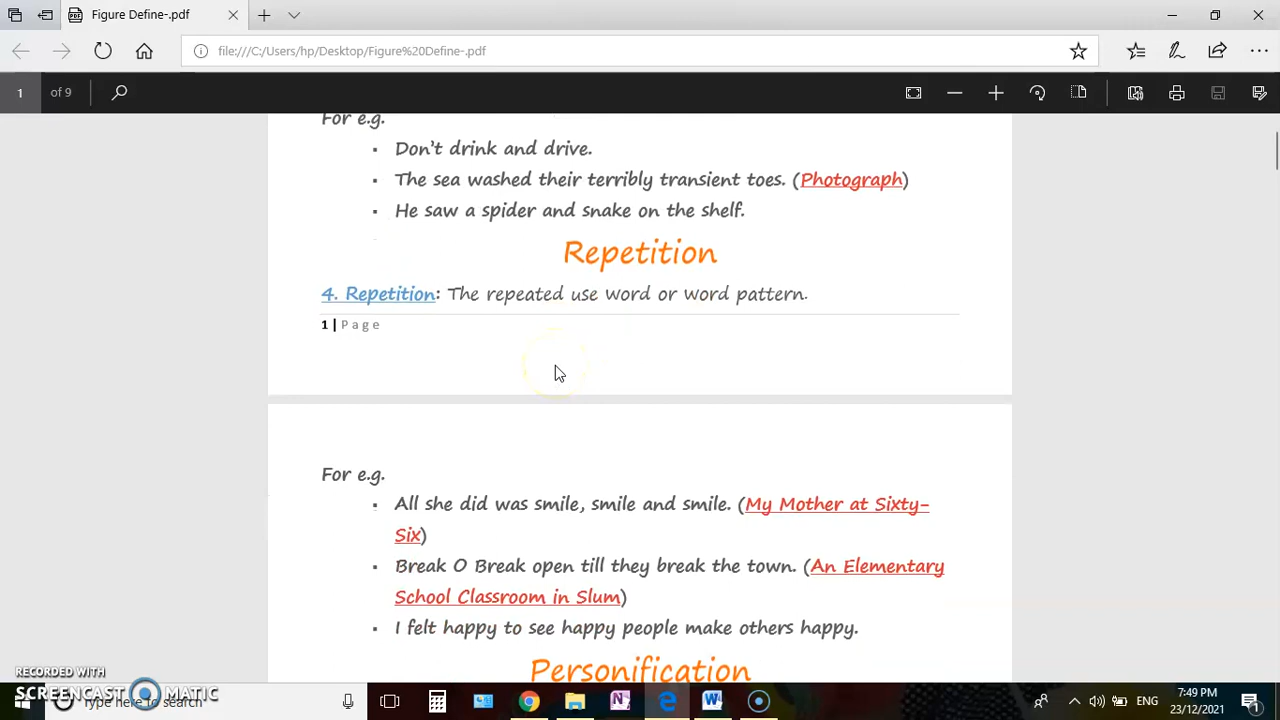 Figure Define-.pdf
file:///C:/Users/hp/Desktop/Figure%20Define-.pdf
1 of 9
For e.g.
Don't drink and drive.
The sea washed their terribly transient toes. (Photograph)
He saw a spider and snake on the shelf.
Repetition
4. Repetition: The repeated use word or word pattern.
1 | Page
For e.g.
All she did was smile, smile and smile. (My Mother at Sixty-
Six)
Break O Break open till they break the town. (An Elementary
School Classroom in Slum)
I felt happy to see happy people make others happy.
Personification
RECORDED WITH
SCREENCAST MATIC
Type here to search
ENG
7:49 PM
23/12/2021
1